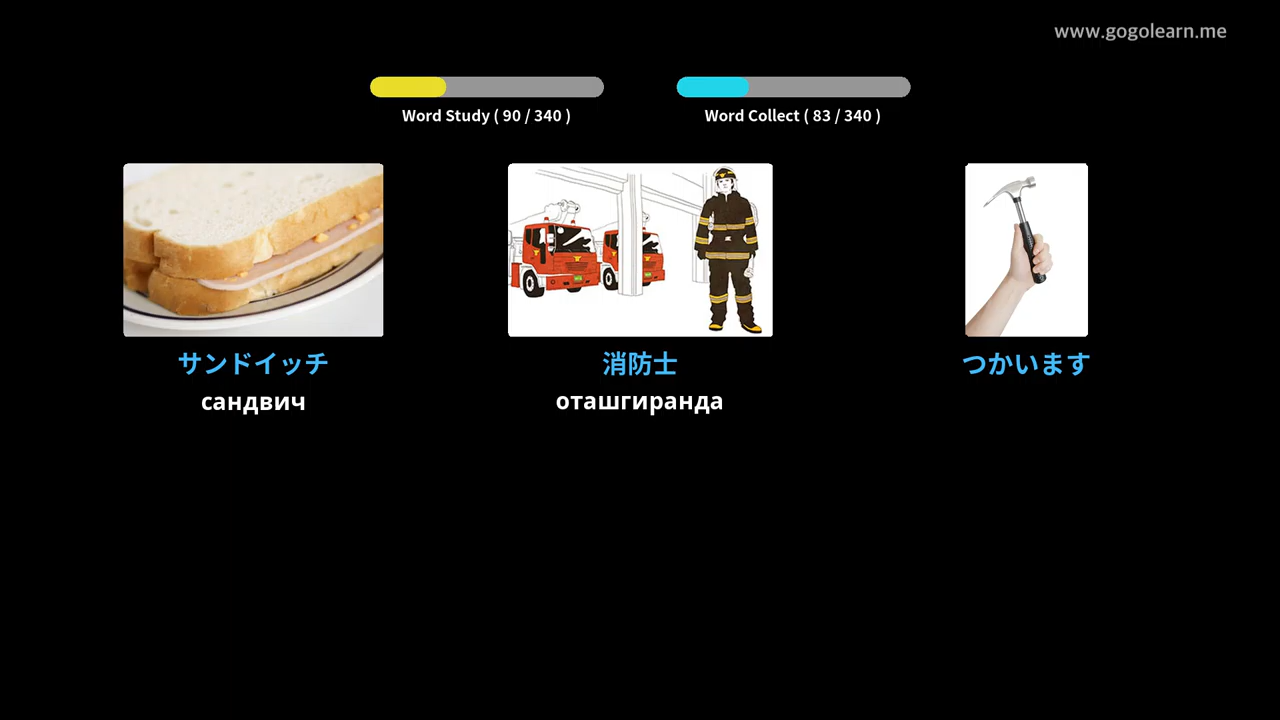 www.gogolearn.me
Word Study ( 90 / 340 )
Word Collect ( 83 / 340 )
サンドイッチ
сандвич
消防士
оташгиранда
つかいます